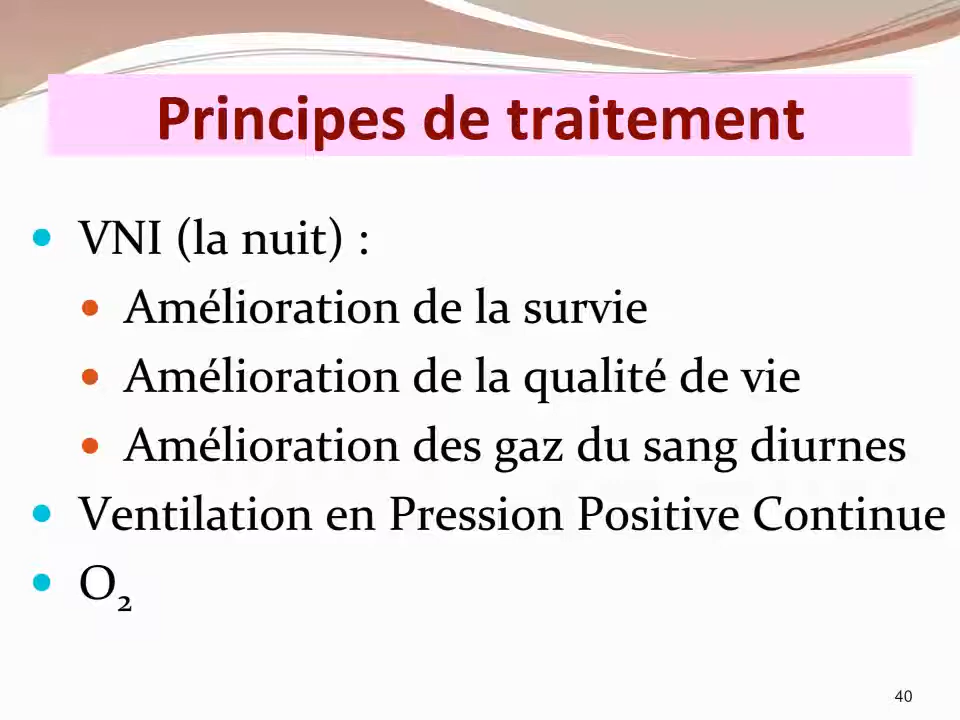 Principes de traitement
VNI (la nuit) :
Amélioration de la survie
Amélioration de la qualité de vie
Amélioration des gaz du sang diurnes
Ventilation en Pression Positive Continue
O₂
40